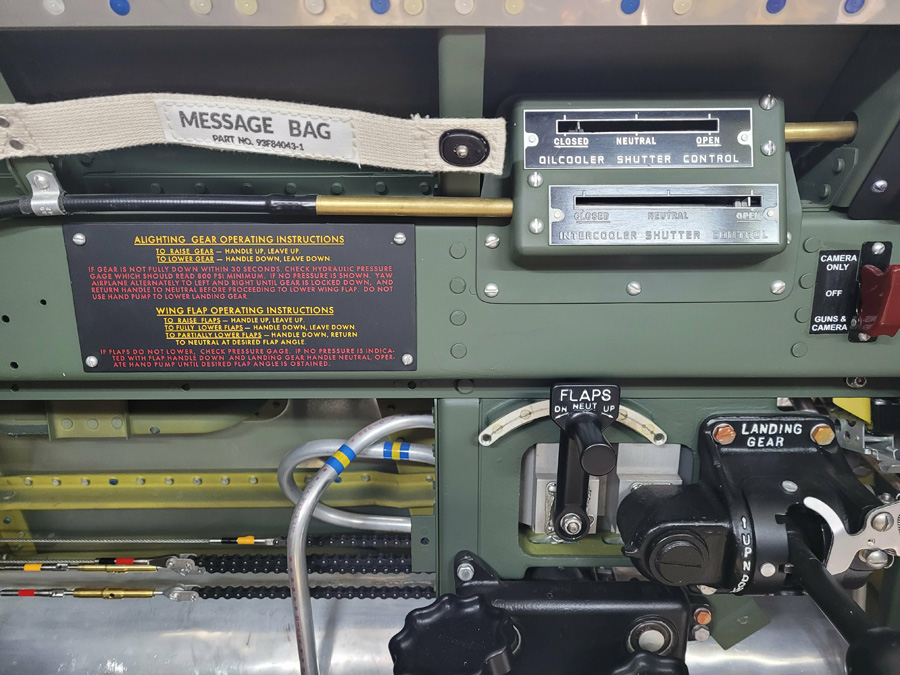 MESSAGE BAG
PART NO. 93F84043-1
CLOSED NEUTRAL OPEN
OILCOOLER SHUTTER CONTROL
CLOSED NEUTRAL OPEN
INTERCOOLER SHUTTER CONTROL
ALIGHTING GEAR OPERATING INSTRUCTIONS
TO RAISE GEAR — HANDLE UP, LEAVE UP.
TO LOWER GEAR — HANDLE DOWN, LEAVE DOWN.
IF GEAR IS NOT FULLY DOWN WITHIN 30 SECONDS, CHECK HYDRAULIC PRESSURE
GAGE WHICH SHOULD READ 800 PSI MINIMUM. IF NO PRESSURE IS SHOWN, YAW
AIRPLANE ALTERNATELY TO LEFT AND RIGHT UNTIL GEAR IS LOCKED DOWN, AND
RETURN HANDLE TO NEUTRAL BEFORE PROCEEDING TO LOWER WING FLAP. DO NOT
USE HAND PUMP TO LOWER LANDING GEAR.
WING FLAP OPERATING INSTRUCTIONS
TO RAISE FLAPS — HANDLE UP, LEAVE UP.
TO FULLY LOWER FLAPS — HANDLE DOWN, LEAVE DOWN.
TO PARTIALLY LOWER FLAPS — HANDLE DOWN, RETURN
TO NEUTRAL AT DESIRED FLAP ANGLE.
IF FLAPS DO NOT LOWER, CHECK PRESSURE GAGE. IF NO PRESSURE IS INDICA-
TED WITH FLAP HANDLE DOWN AND LANDING GEAR HANDLE NEUTRAL, OPER-
ATE HAND PUMP UNTIL DESIRED FLAP ANGLE IS OBTAINED.
CAMERA
ONLY
OFF
GUNS &
CAMERA
FLAPS
DN NEUT UP
LANDING
GEAR
UP N D